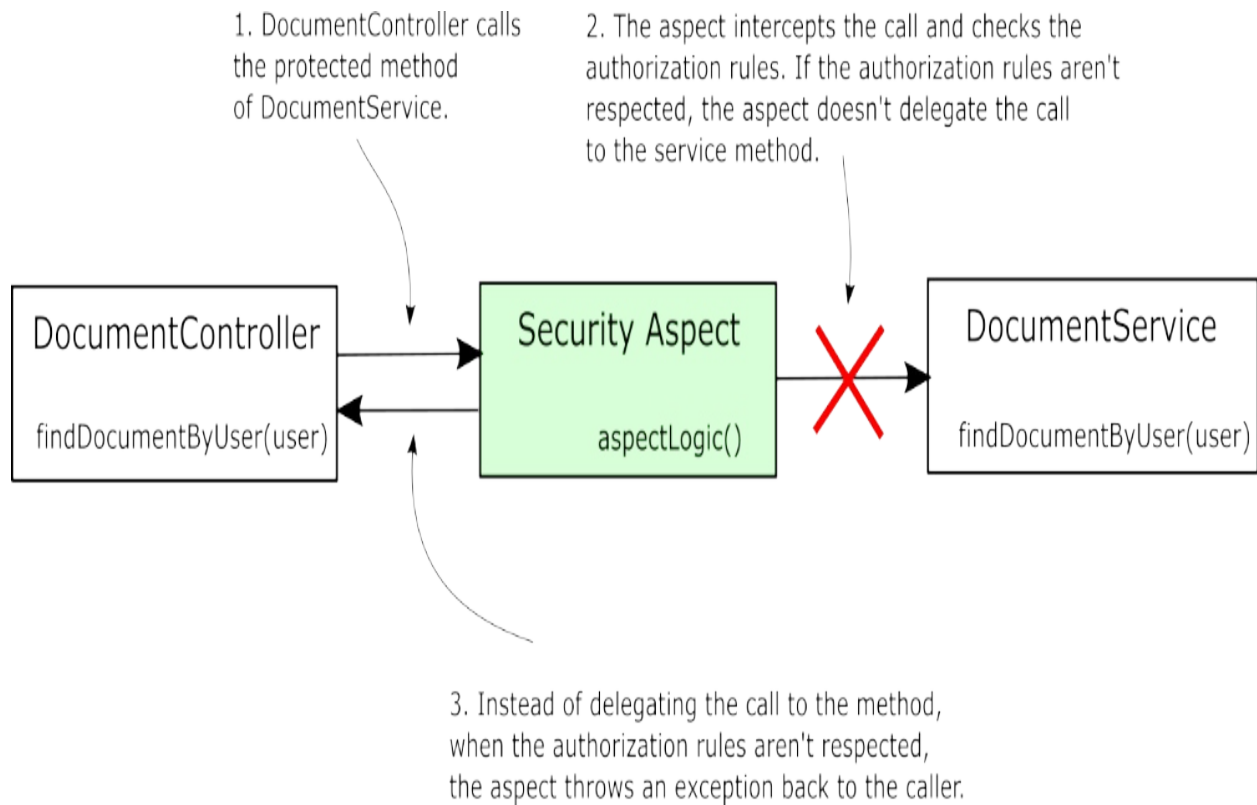 1. DocumentController calls
the protected method
of DocumentService.
2. The aspect intercepts the call and checks the
authorization rules. If the authorization rules aren't
respected, the aspect doesn't delegate the call
to the service method.
DocumentController
findDocumentByUser(user)
Security Aspect
aspectLogic()
DocumentService
findDocumentByUser(user)
3. Instead of delegating the call to the method,
when the authorization rules aren't respected,
the aspect throws an exception back to the caller.